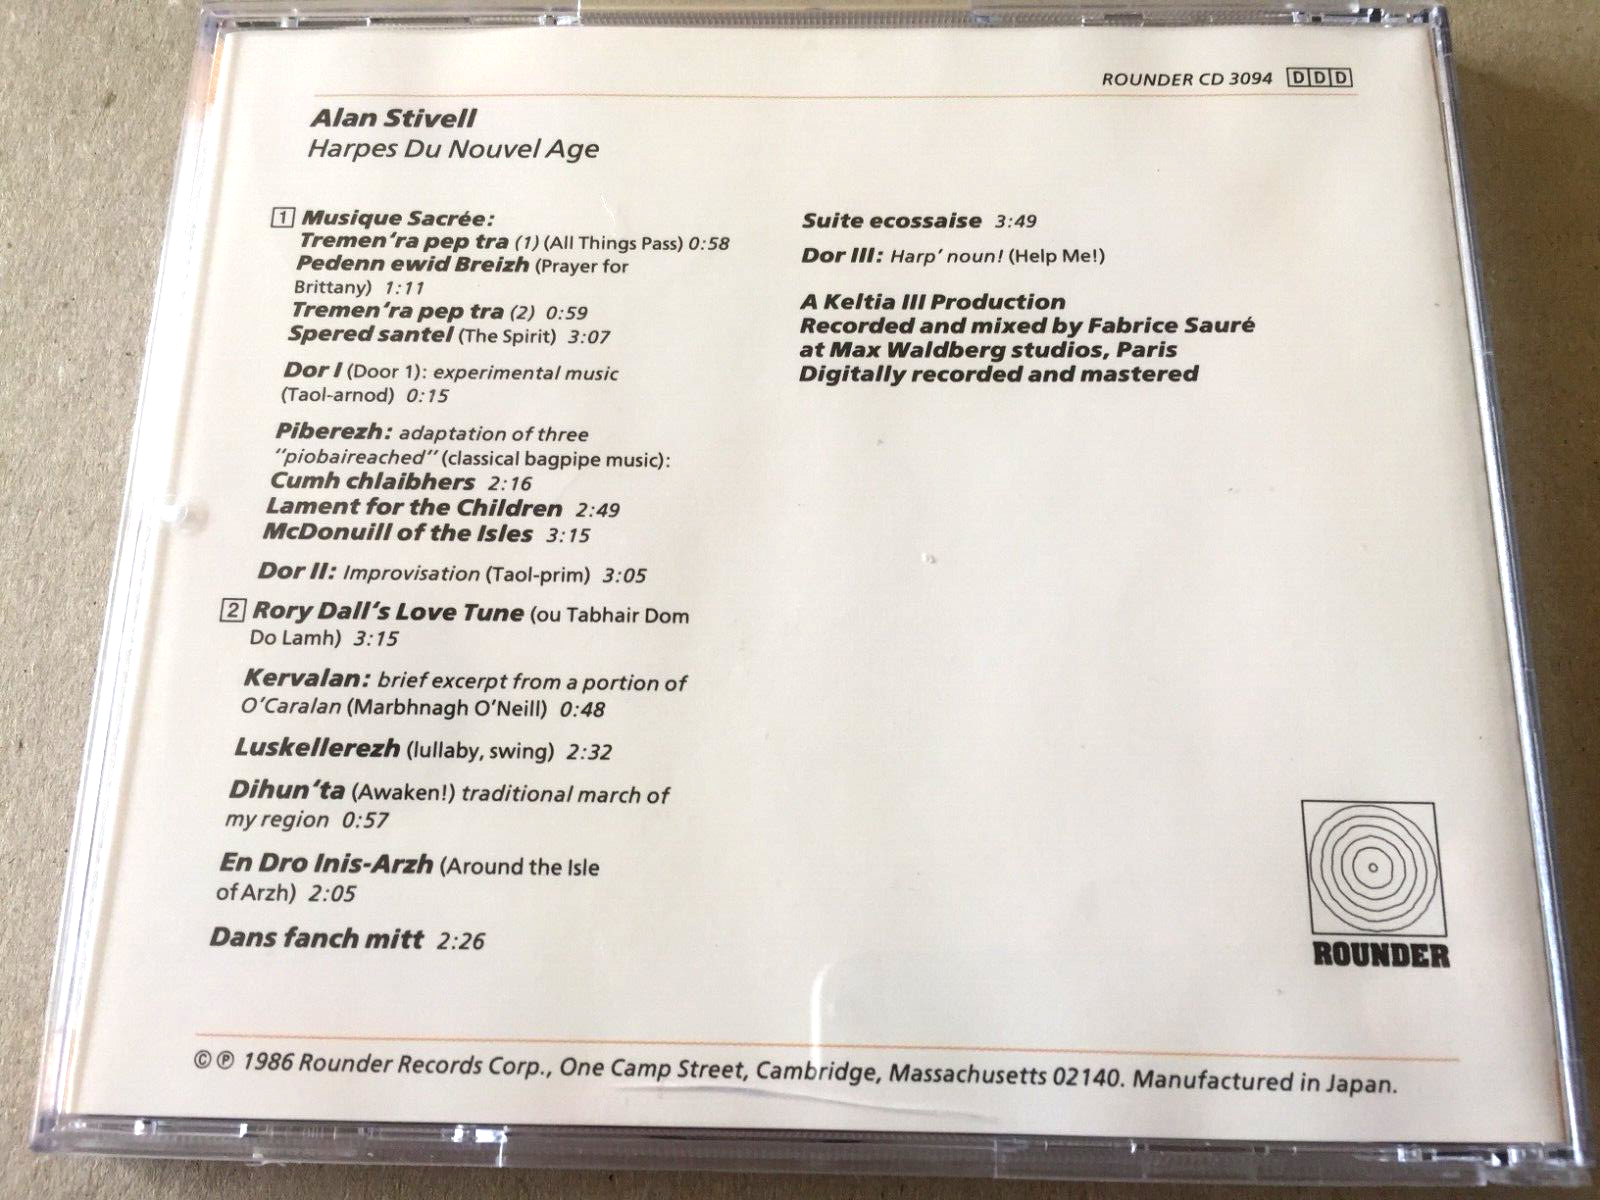 ROUNDER CD 3094 DDD
Alan Stivell
Harpes Du Nouvel Age
1 Musique Sacrée:
Tremen'ra pep tra (1) (All Things Pass) 0:58
Pedenn ewid Breizh (Prayer for
Brittany) 1:11
Tremen'ra pep tra (2) 0:59
Spered santel (The Spirit) 3:07
Dor I (Door 1): experimental music
(Taol-arnod) 0:15
Piberezh: adaptation of three
"piobaireached" (classical bagpipe music):
Cumh chlaibhers 2:16
Lament for the Children 2:49
McDonuill of the Isles 3:15
Dor II: Improvisation (Taol-prim) 3:05
2 Rory Dall's Love Tune (ou Tabhair Dom
Do Lamh) 3:15
Kervalan: brief excerpt from a portion of
O'Caralan (Marbhnagh O'Neill) 0:48
Luskellerezh (lullaby, swing) 2:32
Dihun'ta (Awaken!) traditional march of
my region 0:57
En Dro Inis-Arzh (Around the Isle
of Arzh) 2:05
Dans fanch mitt 2:26
Suite ecossaise 3:49
Dor III: Harp' noun! (Help Me!)
A Keltia III Production
Recorded and mixed by Fabrice Sauré
at Max Waldberg studios, Paris
Digitally recorded and mastered
ROUNDER
©℗ 1986 Rounder Records Corp., One Camp Street, Cambridge, Massachusetts 02140. Manufactured in Japan.